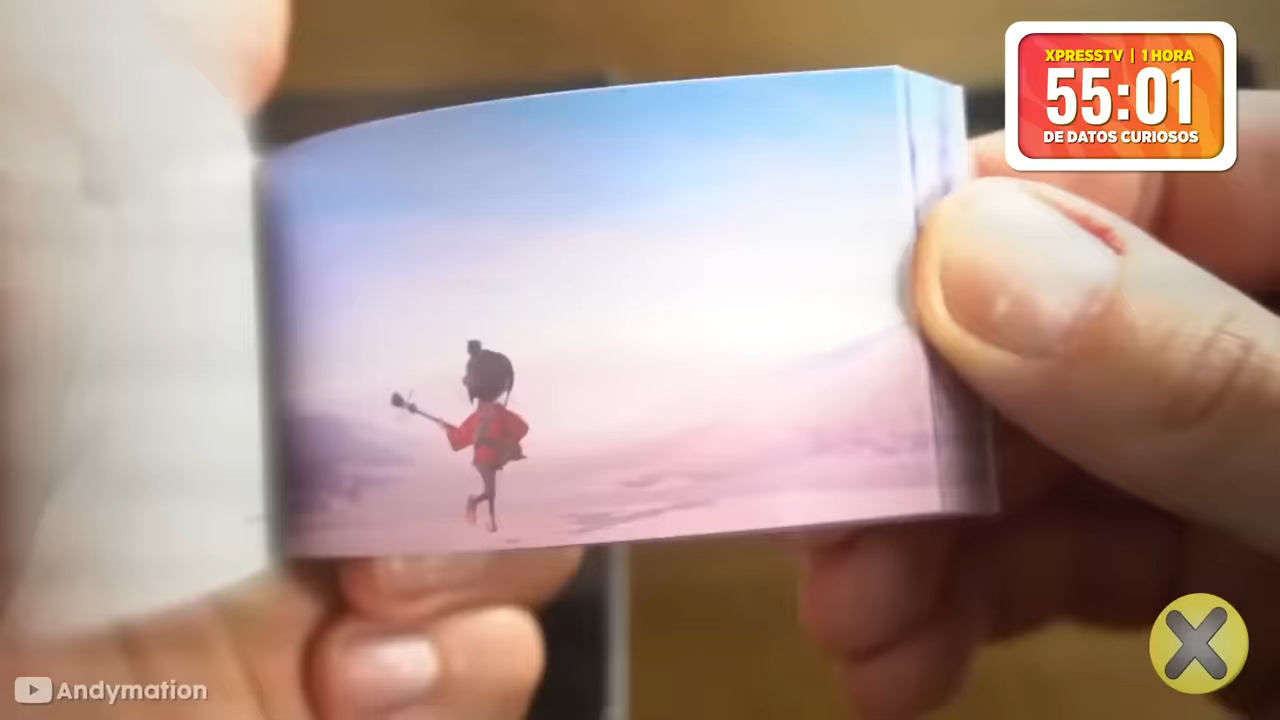 XPRESSTV | 1 HORA
55:01
DE DATOS CURIOSOS
Andymation